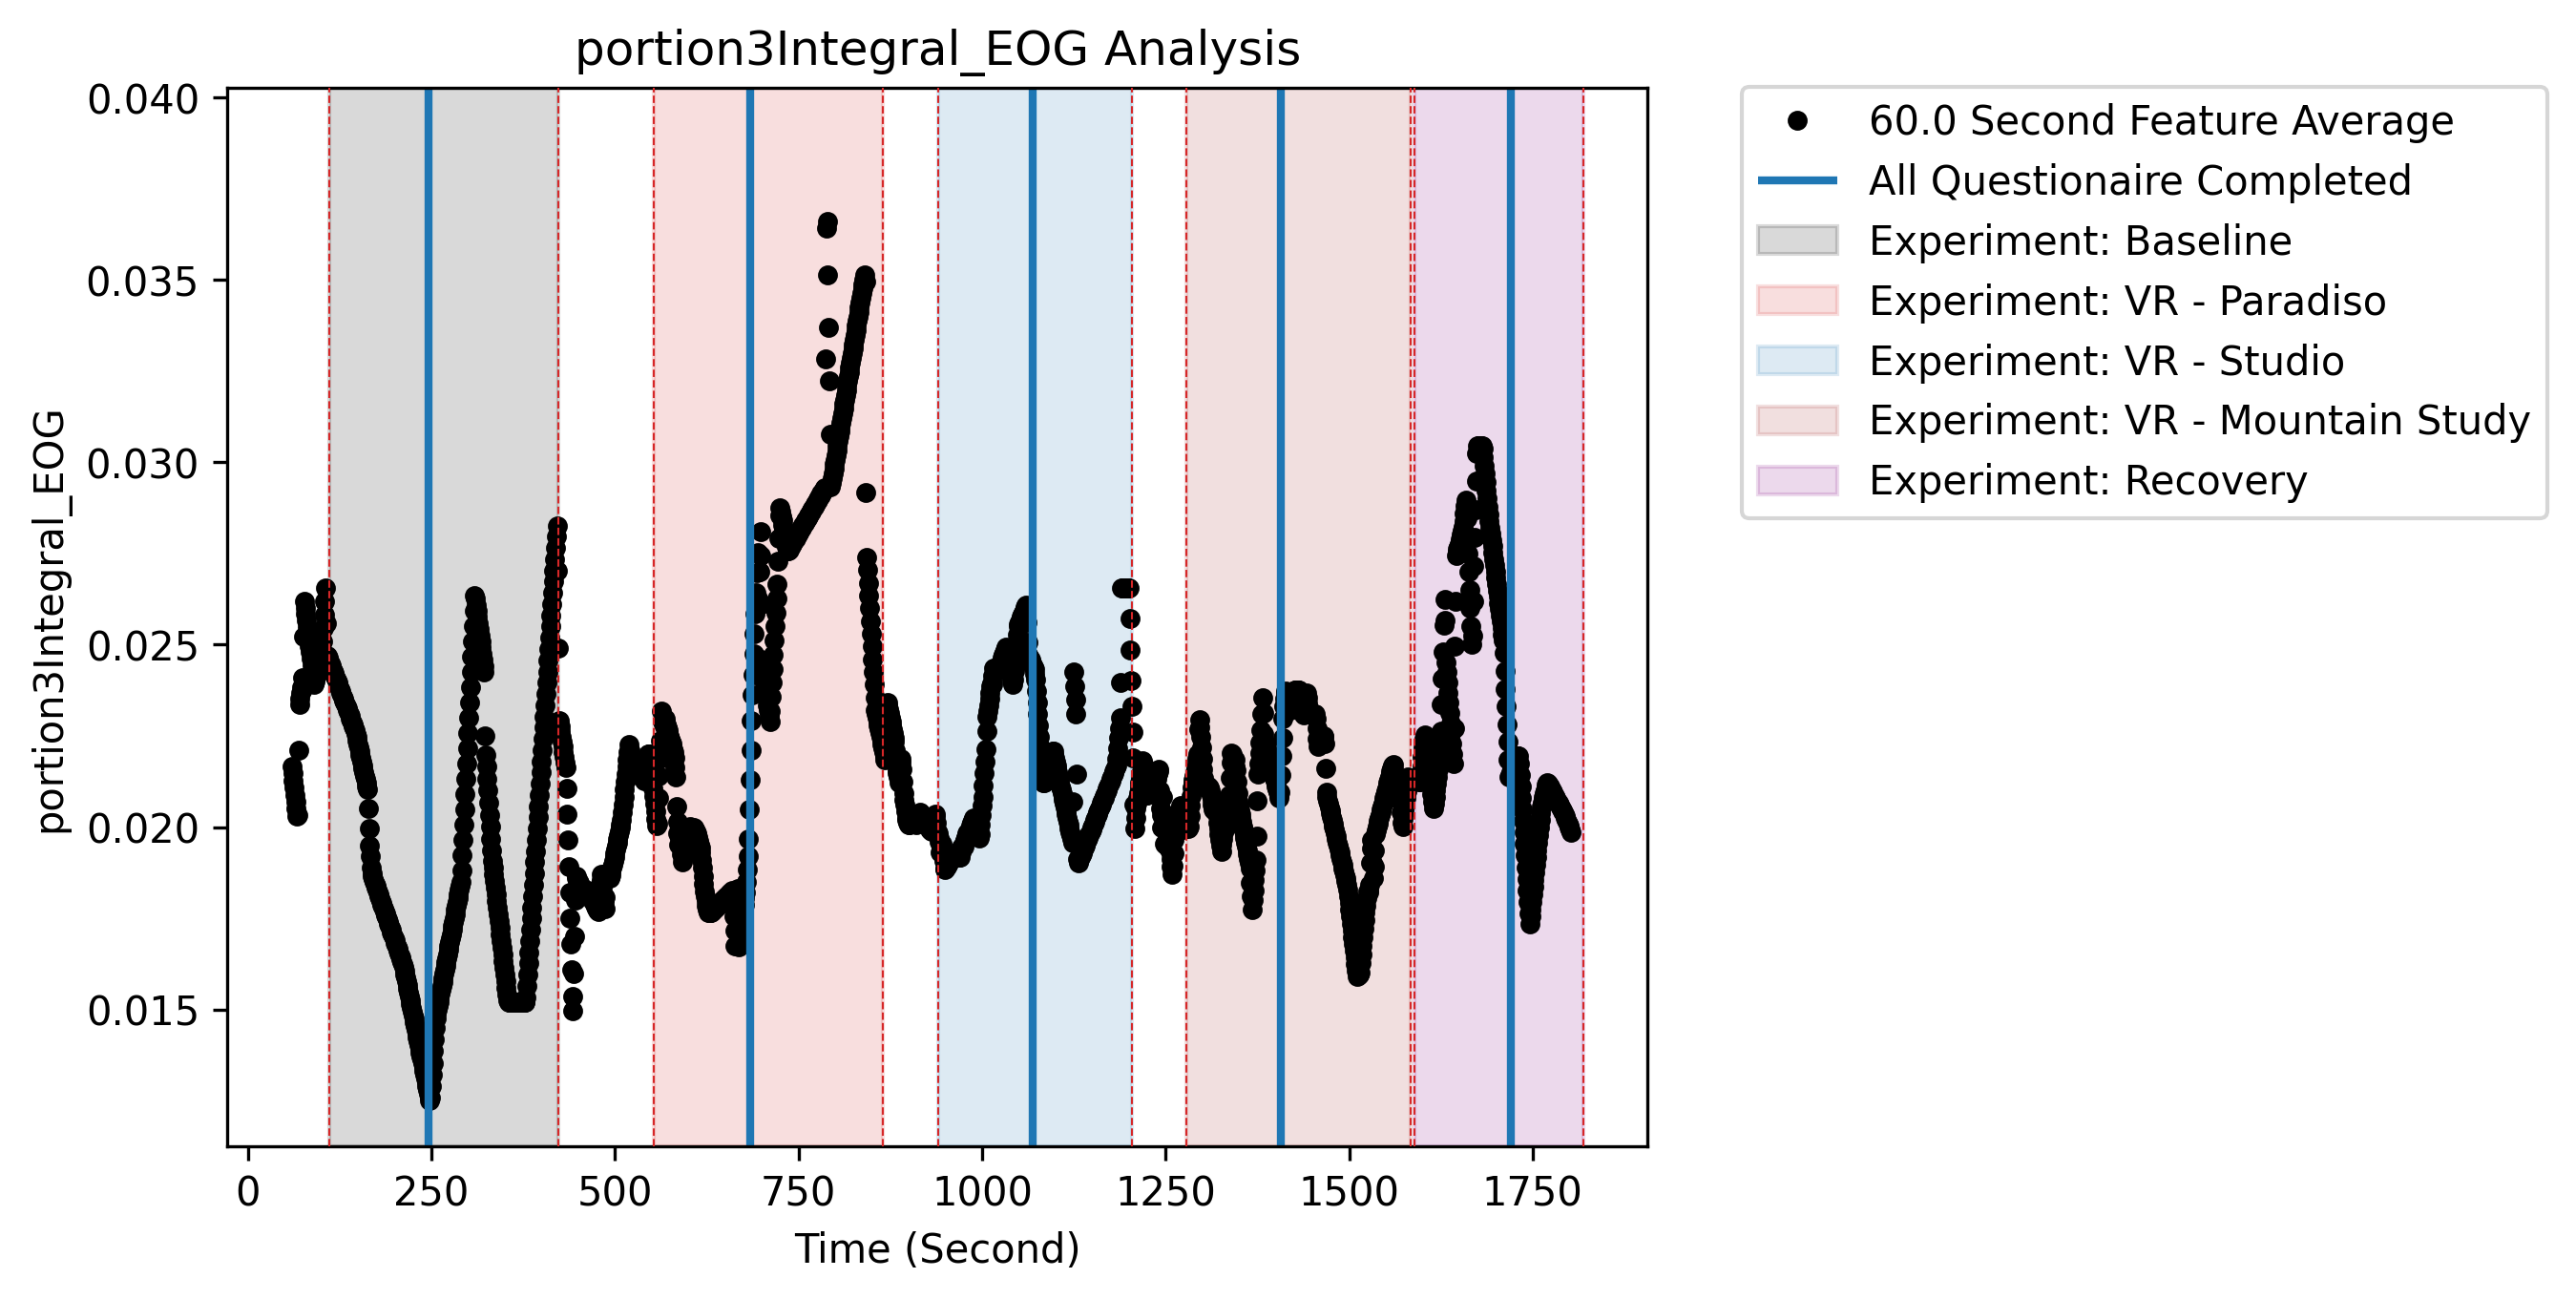 portion3Integral_EOG Analysis
portion3Integral_EOG
0.040
0.035
0.030
0.025
0.020
0.015
0 250 500 750 1000 1250 1500 1750
Time (Second)
60.0 Second Feature Average
All Questionaire Completed
Experiment: Baseline
Experiment: VR - Paradiso
Experiment: VR - Studio
Experiment: VR - Mountain Study
Experiment: Recovery